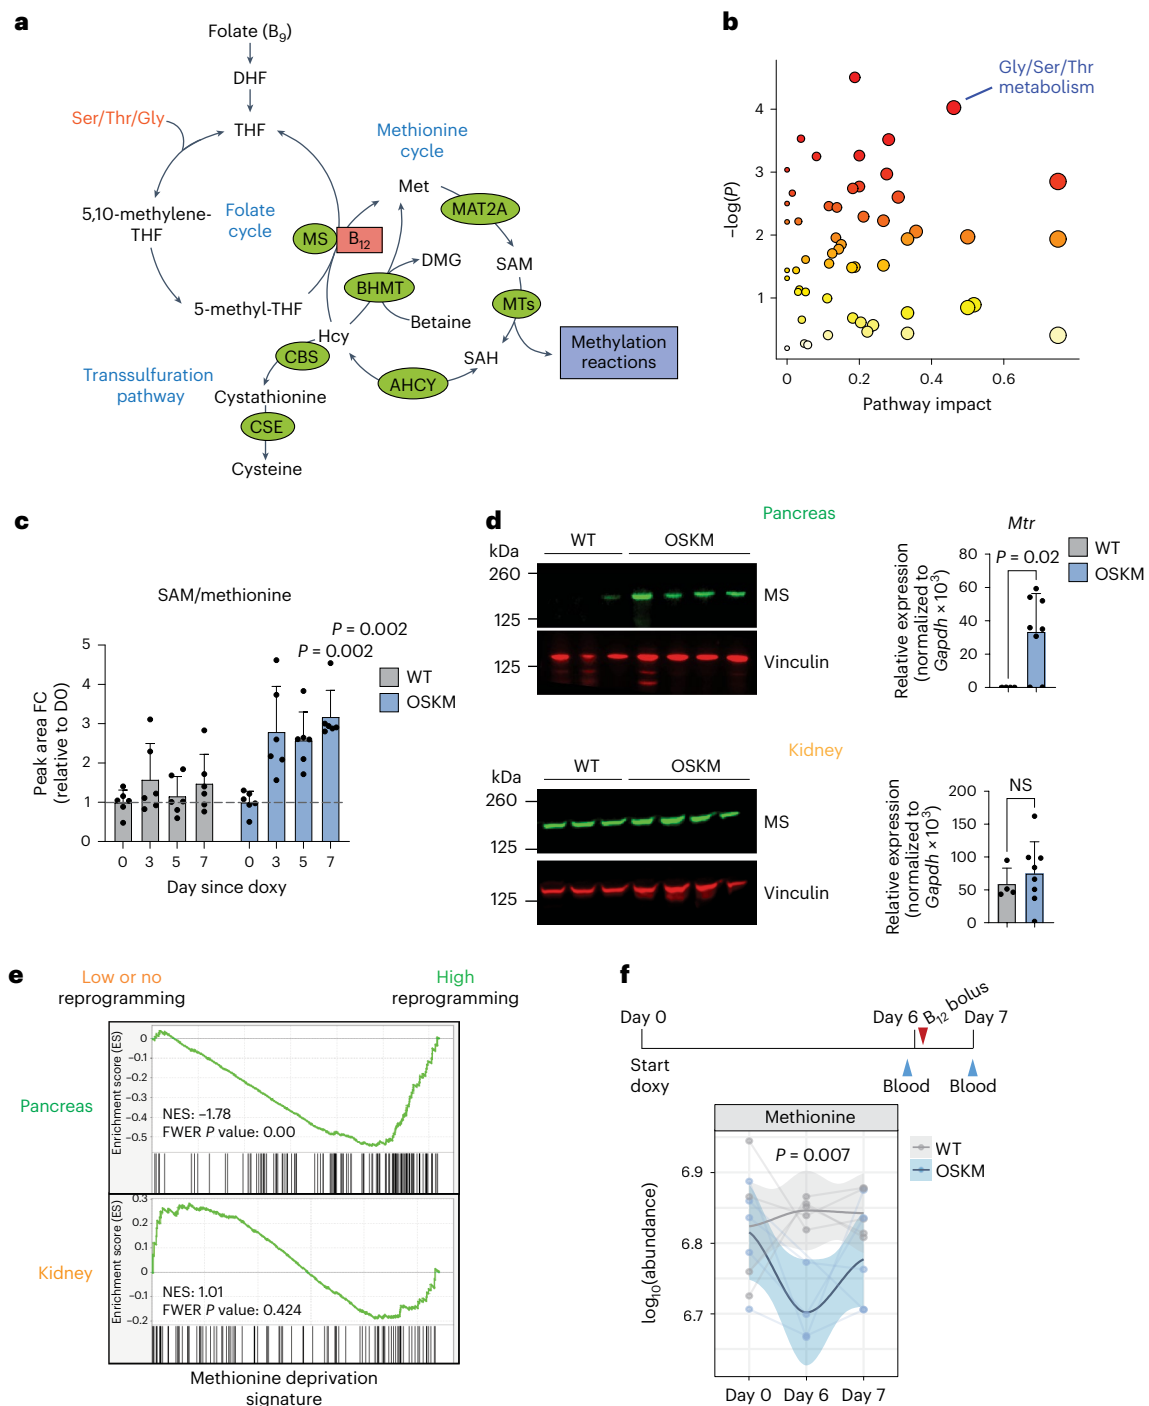 a
Folate (B9)
DHF
Ser/Thr/Gly
THF
Methionine
cycle
Met
MAT2A
5,10-methylene-
THF
Folate
cycle
MS
B12
DMG
SAM
BHMT
MTs
5-methyl-THF
Betaine
Hcy
Methylation
reactions
CBS
SAH
Transsulfuration
pathway
AHCY
Cystathionine
CSE
Cysteine
b
Gly/Ser/Thr
metabolism
–log(P)
4
3
2
1
0
0.2
0.4
0.6
Pathway impact
c
SAM/methionine
P = 0.002
P = 0.002
WT
OSKM
Peak area FC
(relative to D0)
5
4
3
2
1
0
0 3 5 7 0 3 5 7
Day since doxy
d
Pancreas
WT OSKM
kDa
260
125
MS
125
Vinculin
Mtr
P = 0.02
WT
OSKM
Relative expression
(normalized to
Gapdh × 10³)
80
60
40
20
0
Kidney
WT OSKM
kDa
260
125
MS
125
Vinculin
NS
Relative expression
(normalized to
Gapdh × 10³)
200
150
100
50
0
e
Low or no
reprogramming
High
reprogramming
Pancreas
Enrichment score (ES)
0
–0.1
–0.2
–0.3
–0.4
–0.5
NES: –1.78
FWER P value: 0.00
Kidney
Enrichment score (ES)
0.3
0.2
0.1
0
–0.1
–0.2
NES: 1.01
FWER P value: 0.424
Methionine deprivation
signature
f
Day 0
Day 6
B12 bolus
Day 7
Start
doxy
Blood
Blood
Methionine
P = 0.007
WT
OSKM
log10(abundance)
6.9
6.8
6.7
Day 0 Day 6 Day 7